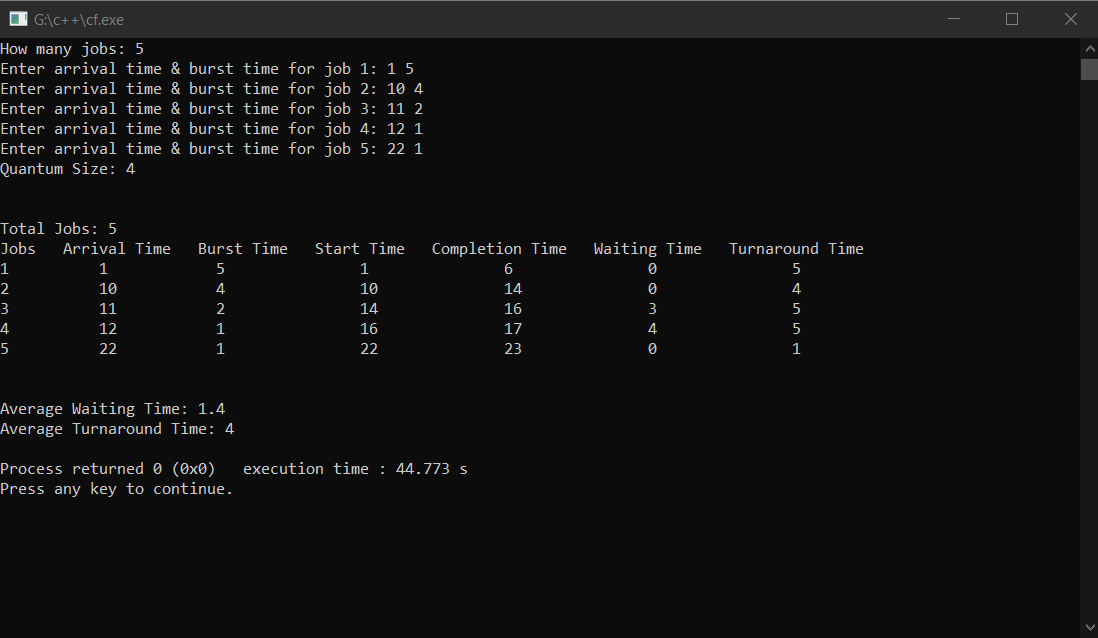 G:\c++\cf.exe
How many jobs: 5
Enter arrival time & burst time for job 1: 1 5
Enter arrival time & burst time for job 2: 10 4
Enter arrival time & burst time for job 3: 11 2
Enter arrival time & burst time for job 4: 12 1
Enter arrival time & burst time for job 5: 22 1
Quantum Size: 4
Total Jobs: 5
Jobs   Arrival Time   Burst Time   Start Time   Completion Time   Waiting Time   Turnaround Time
1          1            5               1               6               0               5
2          10           4               10              14              0               4
3          11           2               14              16              3               5
4          12           1               16              17              4               5
5          22           1               22              23              0               1
Average Waiting Time: 1.4
Average Turnaround Time: 4
Process returned 0 (0x0)   execution time : 44.773 s
Press any key to continue.